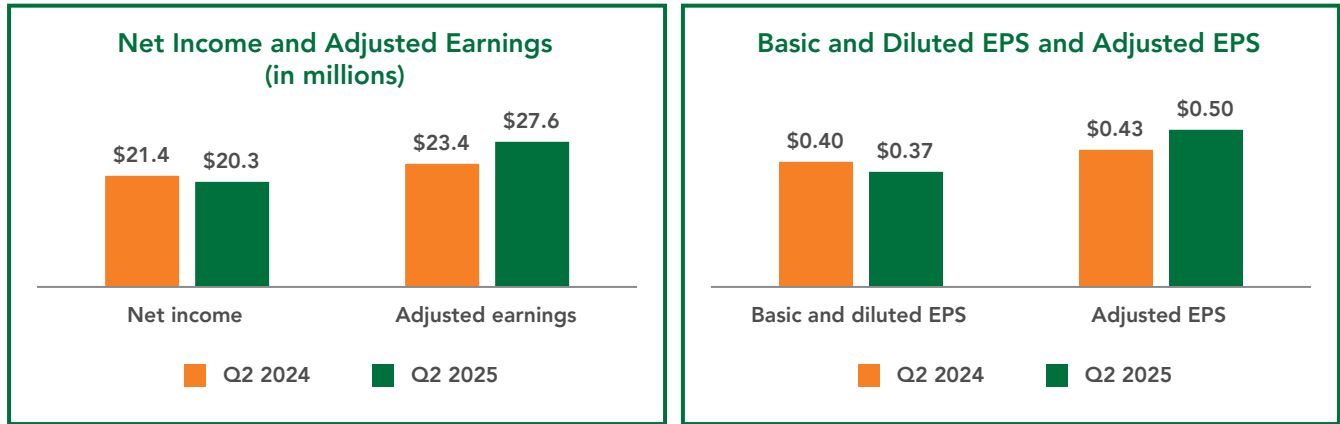 Net Income and Adjusted Earnings
(in millions)
$21.4
$20.3
$23.4
$27.6
Net income
Adjusted earnings
Q2 2024
Q2 2025
Basic and Diluted EPS and Adjusted EPS
$0.40
$0.37
$0.43
$0.50
Basic and diluted EPS
Adjusted EPS
Q2 2024
Q2 2025